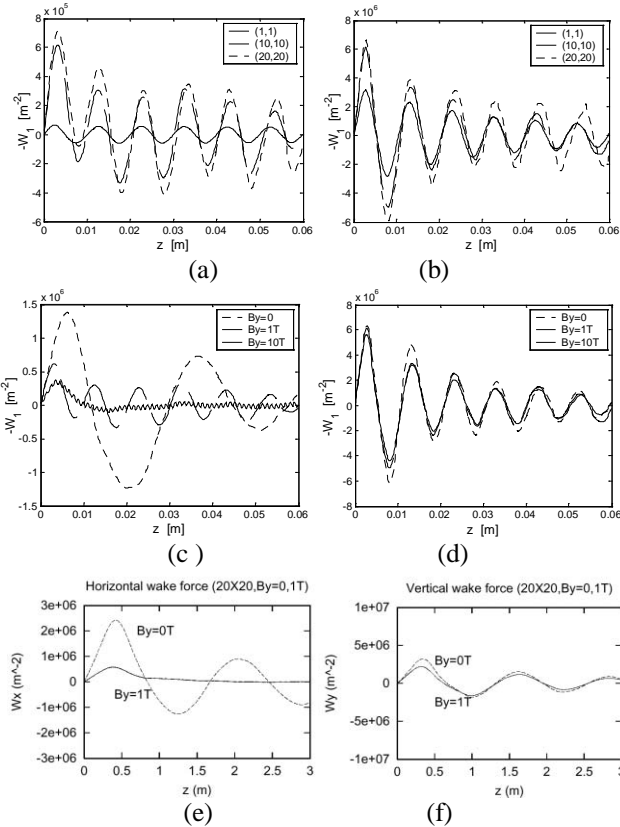 x 10^5
8
6
4
2
0
-2
-4
-6
-W_1 [m^-2]
0 0.01 0.02 0.03 0.04 0.05 0.06
z [m]
(1,1)
(10,10)
(20,20)
(a)
x 10^6
8
6
4
2
0
-2
-4
6
-W_1 [m^-2]
0 0.01 0.02 0.03 0.04 0.05 0.06
z [m]
(1,1)
(10,10)
(20,20)
(b)
x 10^6
1.5
1
0.5
0
-0.5
-1
-1.5
-W_1 [m^-2]
0 0.01 0.02 0.03 0.04 0.05 0.06
z [m]
By=0
By=1T
By=10T
(c )
x 10^6
8
6
4
2
0
-2
-4
-6
-8
-W_1 [m^-2]
0 0.01 0.02 0.03 0.04 0.05 0.06
z [m]
By=0
By=1T
By=10T
(d)
Horizontal wake force (20X20,By=0,1T)
3e+06
2e+06
1e+06
0
-1e+06
-2e+06
-3e+06
Wx (m^-2)
By=0T
By=1T
0 0.5 1 1.5 2 2.5 3
z (m)
(e)
Vertical wake force (20X20,By=0,1T)
1e+07
5e+06
0
-5e+06
-1e+07
Wy (m^-2)
By=0T
By=1T
0 0.5 1 1.5 2 2.5 3
z (m)
(f)